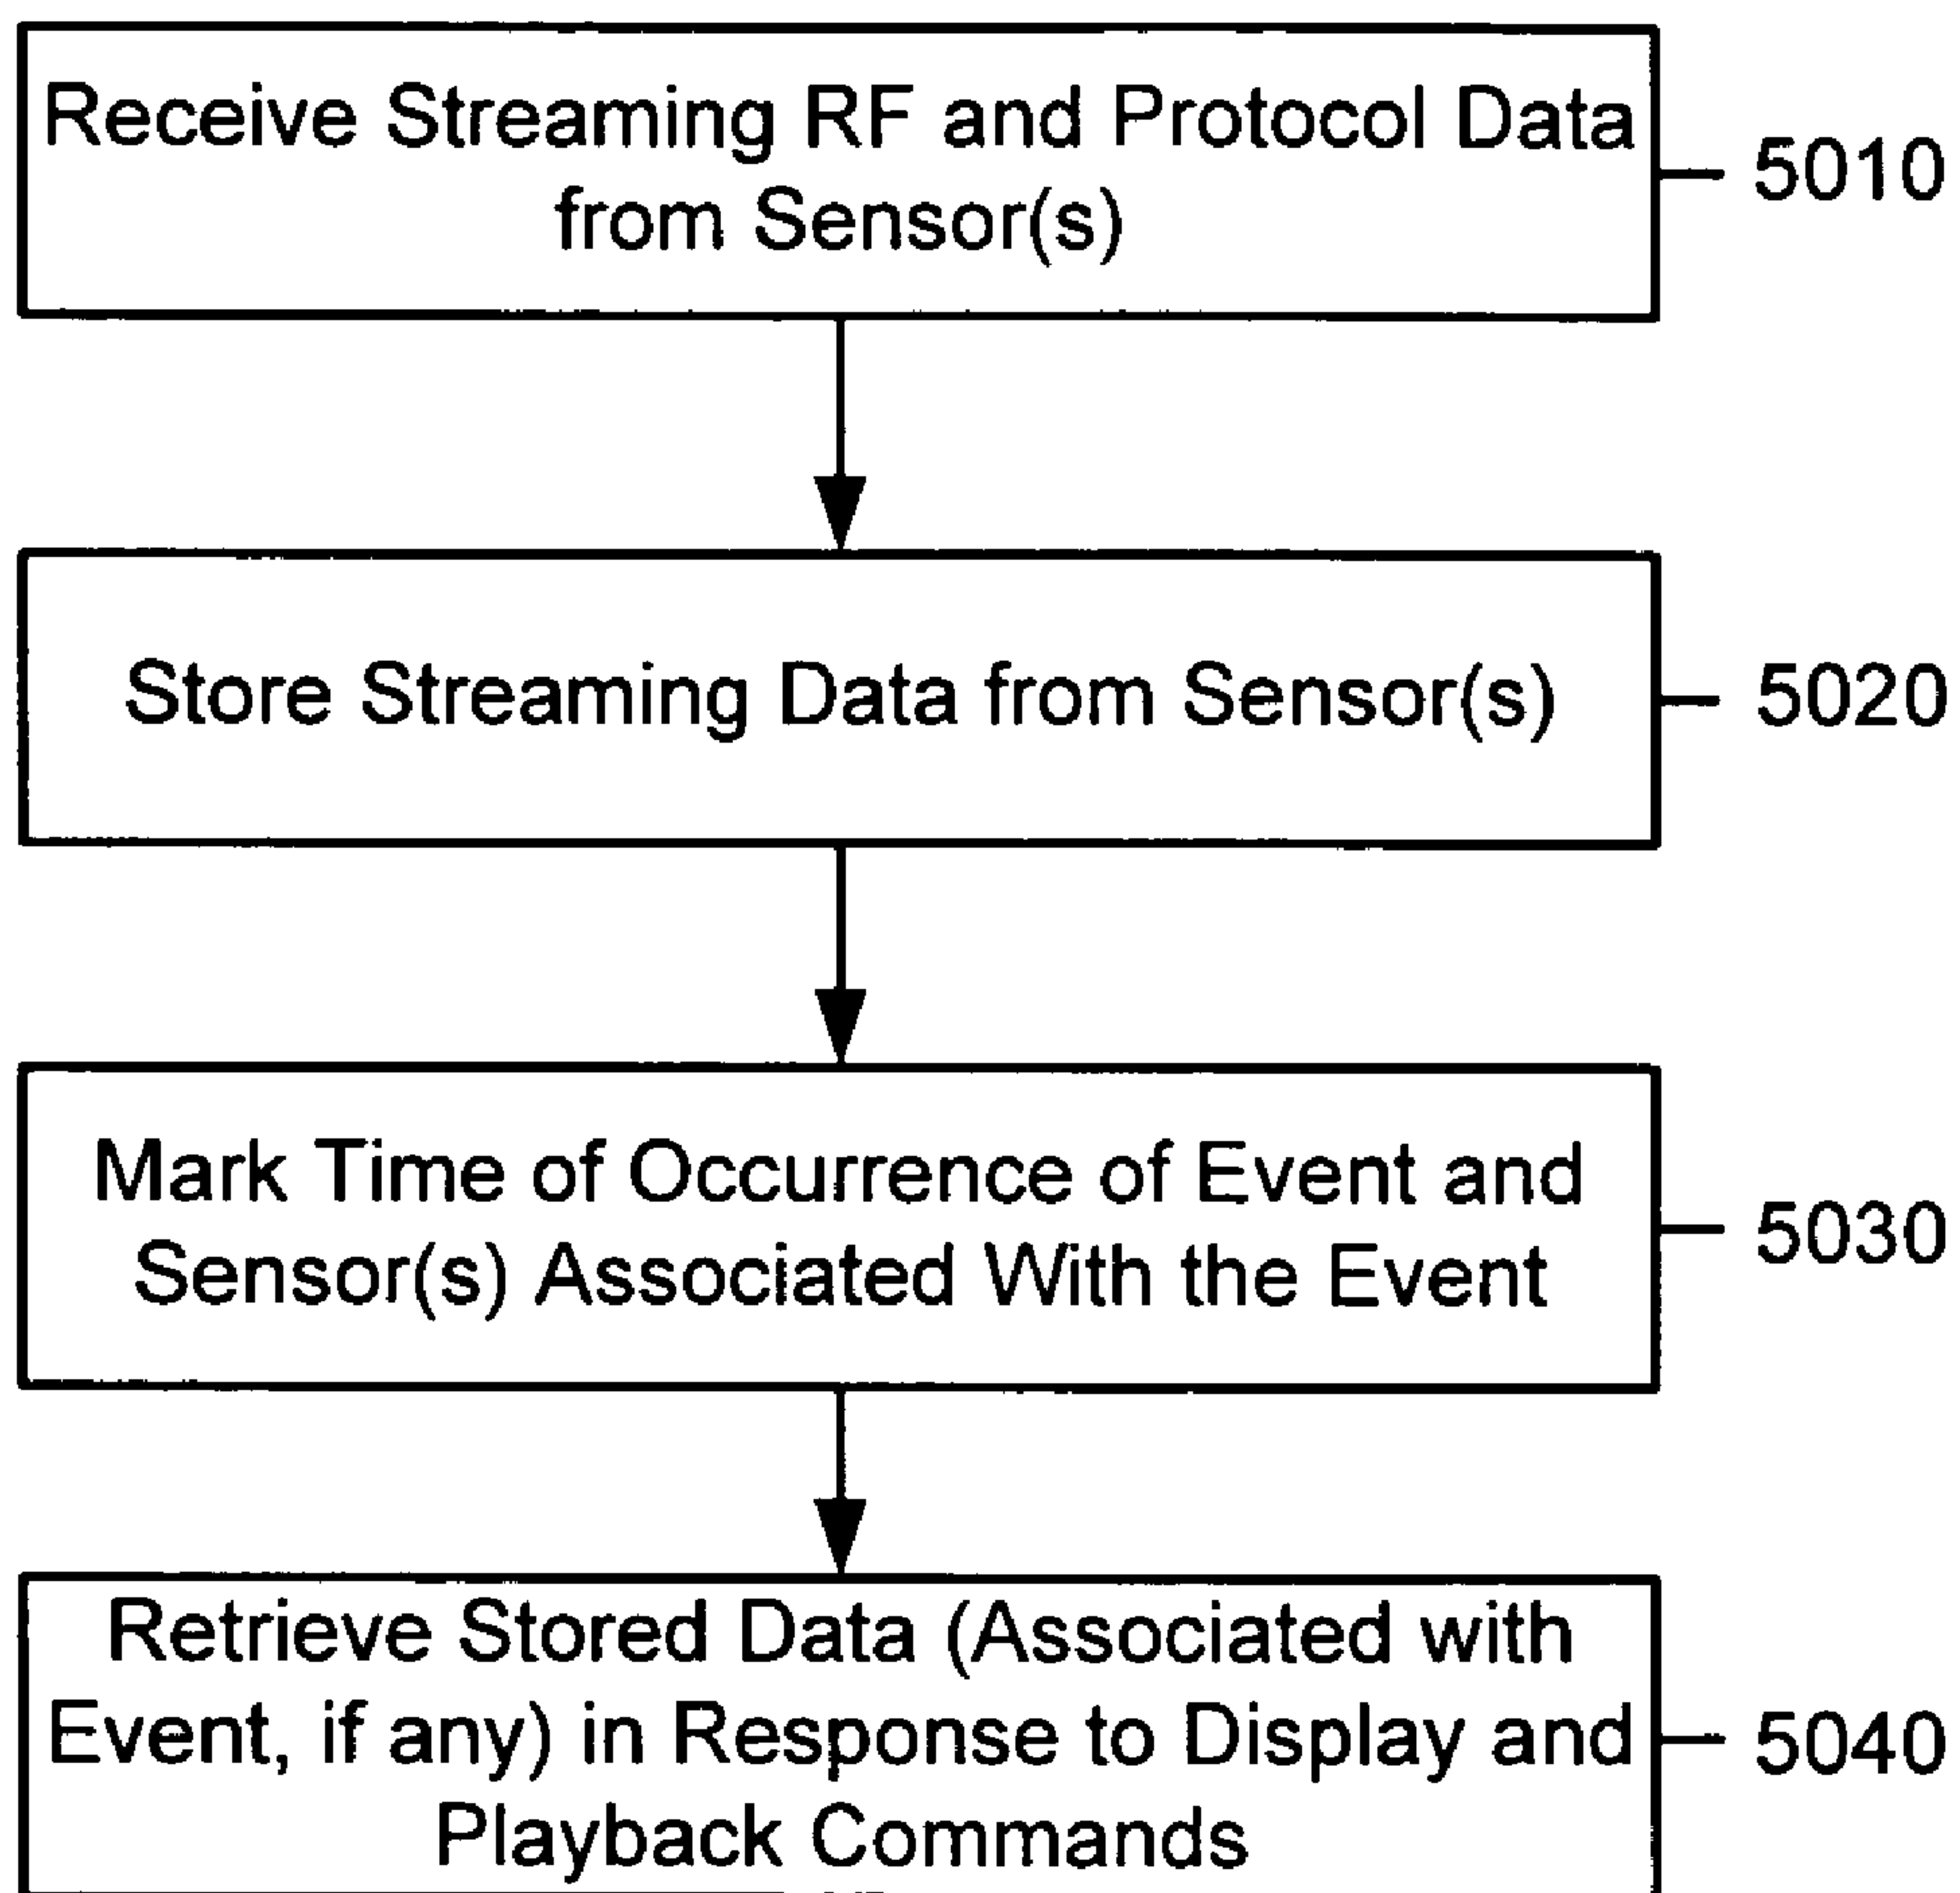 Receive Streaming RF and Protocol Data
from Sensor(s)
5010
Store Streaming Data from Sensor(s)
5020
Mark Time of Occurrence of Event and
Sensor(s) Associated With the Event
5030
Retrieve Stored Data (Associated with
Event, if any) in Response to Display and
Playback Commands
5040